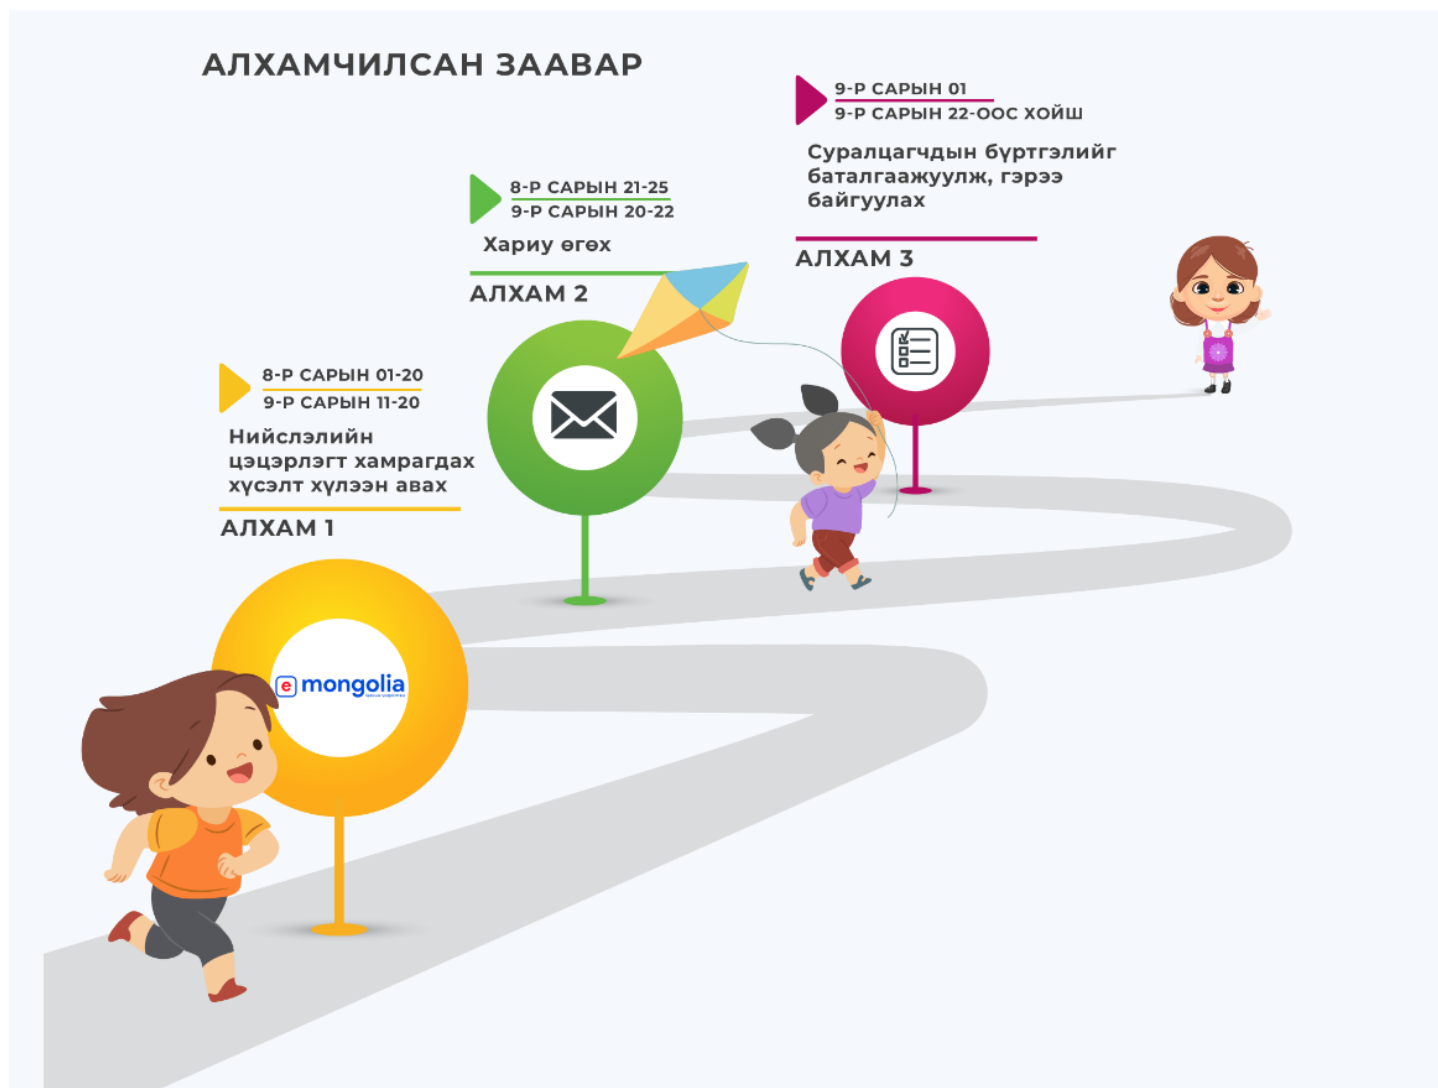 АЛХАМЧИЛСАН ЗААВАР
9-Р САРЫН 01
9-Р САРЫН 22-ООС ХОЙШ
Суралцагчдын бүртгэлийг
баталгаажуулж, гэрээ
байгуулах
АЛХАМ 3
8-Р САРЫН 21-25
9-Р САРЫН 20-22
Хариу өгөх
АЛХАМ 2
8-Р САРЫН 01-20
9-Р САРЫН 11-20
Нийслэлийн
цэцэрлэгт хамрагдах
хүсэлт хүлээн авах
АЛХАМ 1
e mongolia